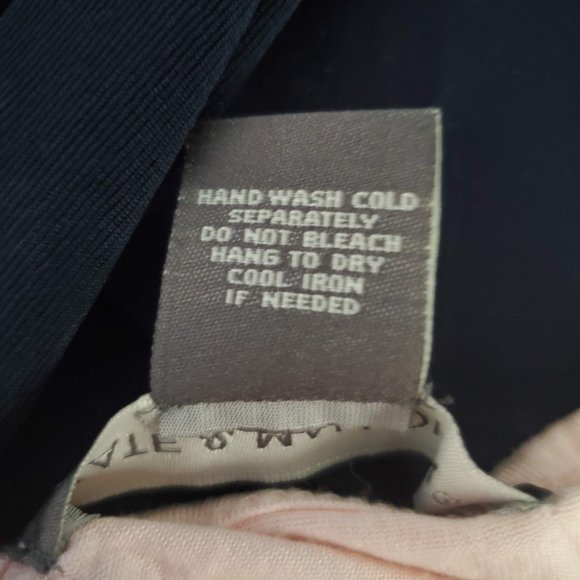 HAND WASH COLD
SEPARATELY
DO NOT BLEACH
HANG TO DRY
COOL IRON
IF NEEDED